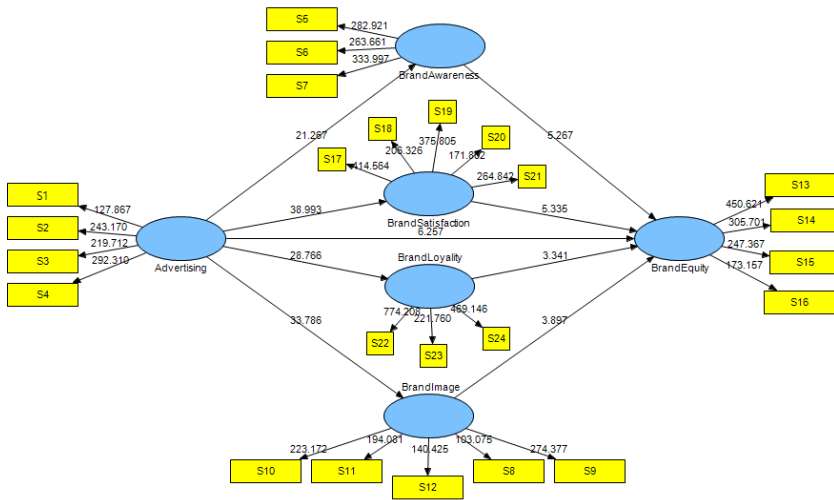 S5
282.921
S6
263.661
S7
333.997
BrandAwareness
21.267
5.267
S17
S18
S19
S20
S21
414.564
206.326
375.805
171.882
264.842
BrandSatisfaction
38.993
5.335
S1
127.867
S2
243.170
S3
219.712
S4
292.310
Advertising
6.257
S13
450.621
S14
305.701
S15
247.367
S16
173.157
BrandEquity
28.766
BrandLoyality
3.341
774.208
221.760
469.146
S22
S23
S24
33.786
BrandImage
3.897
223.172
194.081
140.425
103.075
274.377
S10
S11
S12
S8
S9